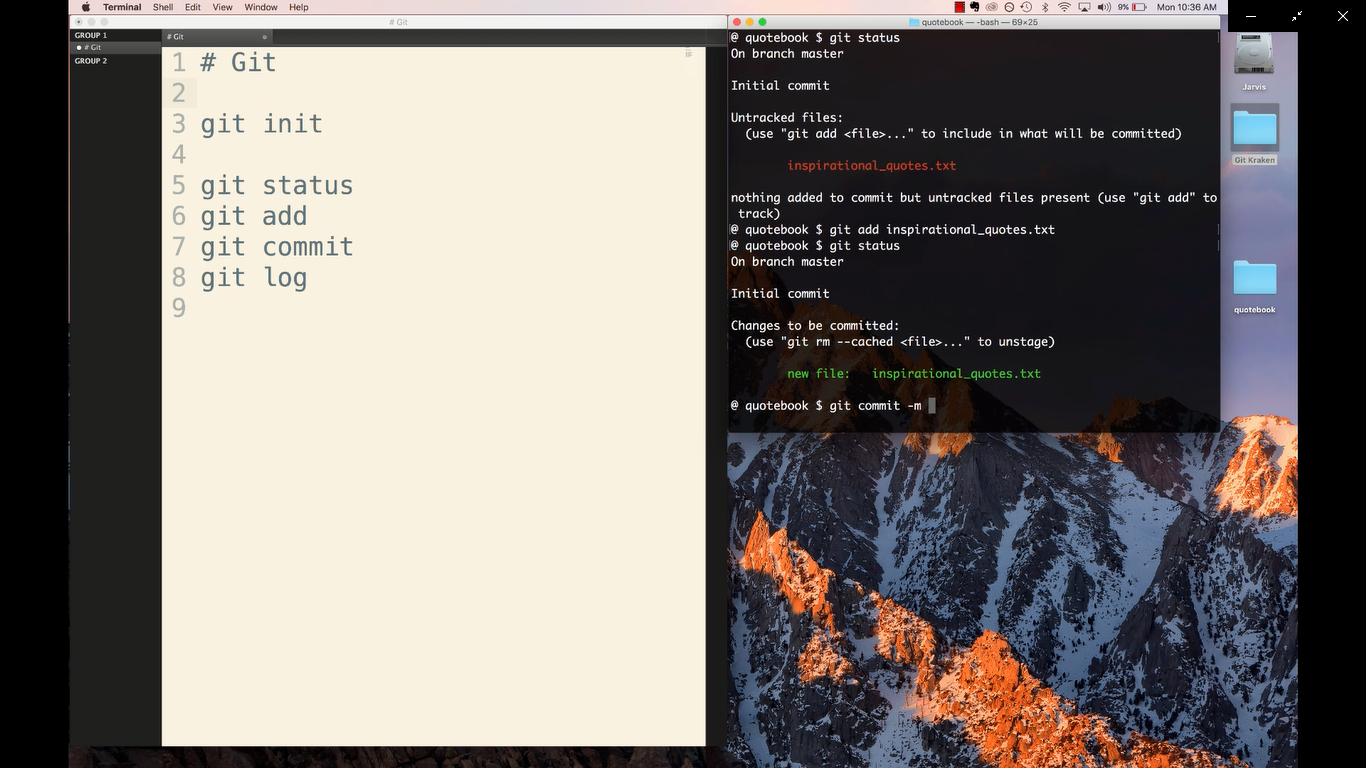 Terminal Shell Edit View Window Help
9% Mon 10:36 AM
# Git
GROUP 1
# Git
GROUP 2
# Git
1 # Git
2
3 git init
4
5 git status
6 git add
7 git commit
8 git log
9
quotebook — -bash — 69×25
@ quotebook $ git status
On branch master
Initial commit
Untracked files:
(use "git add <file>..." to include in what will be committed)
inspirational_quotes.txt
nothing added to commit but untracked files present (use "git add" to
track)
@ quotebook $ git add inspirational_quotes.txt
@ quotebook $ git status
On branch master
Initial commit
Changes to be committed:
(use "git rm --cached <file>..." to unstage)
new file: inspirational_quotes.txt
@ quotebook $ git commit -m
Jarvis
Git Kraken
quotebook